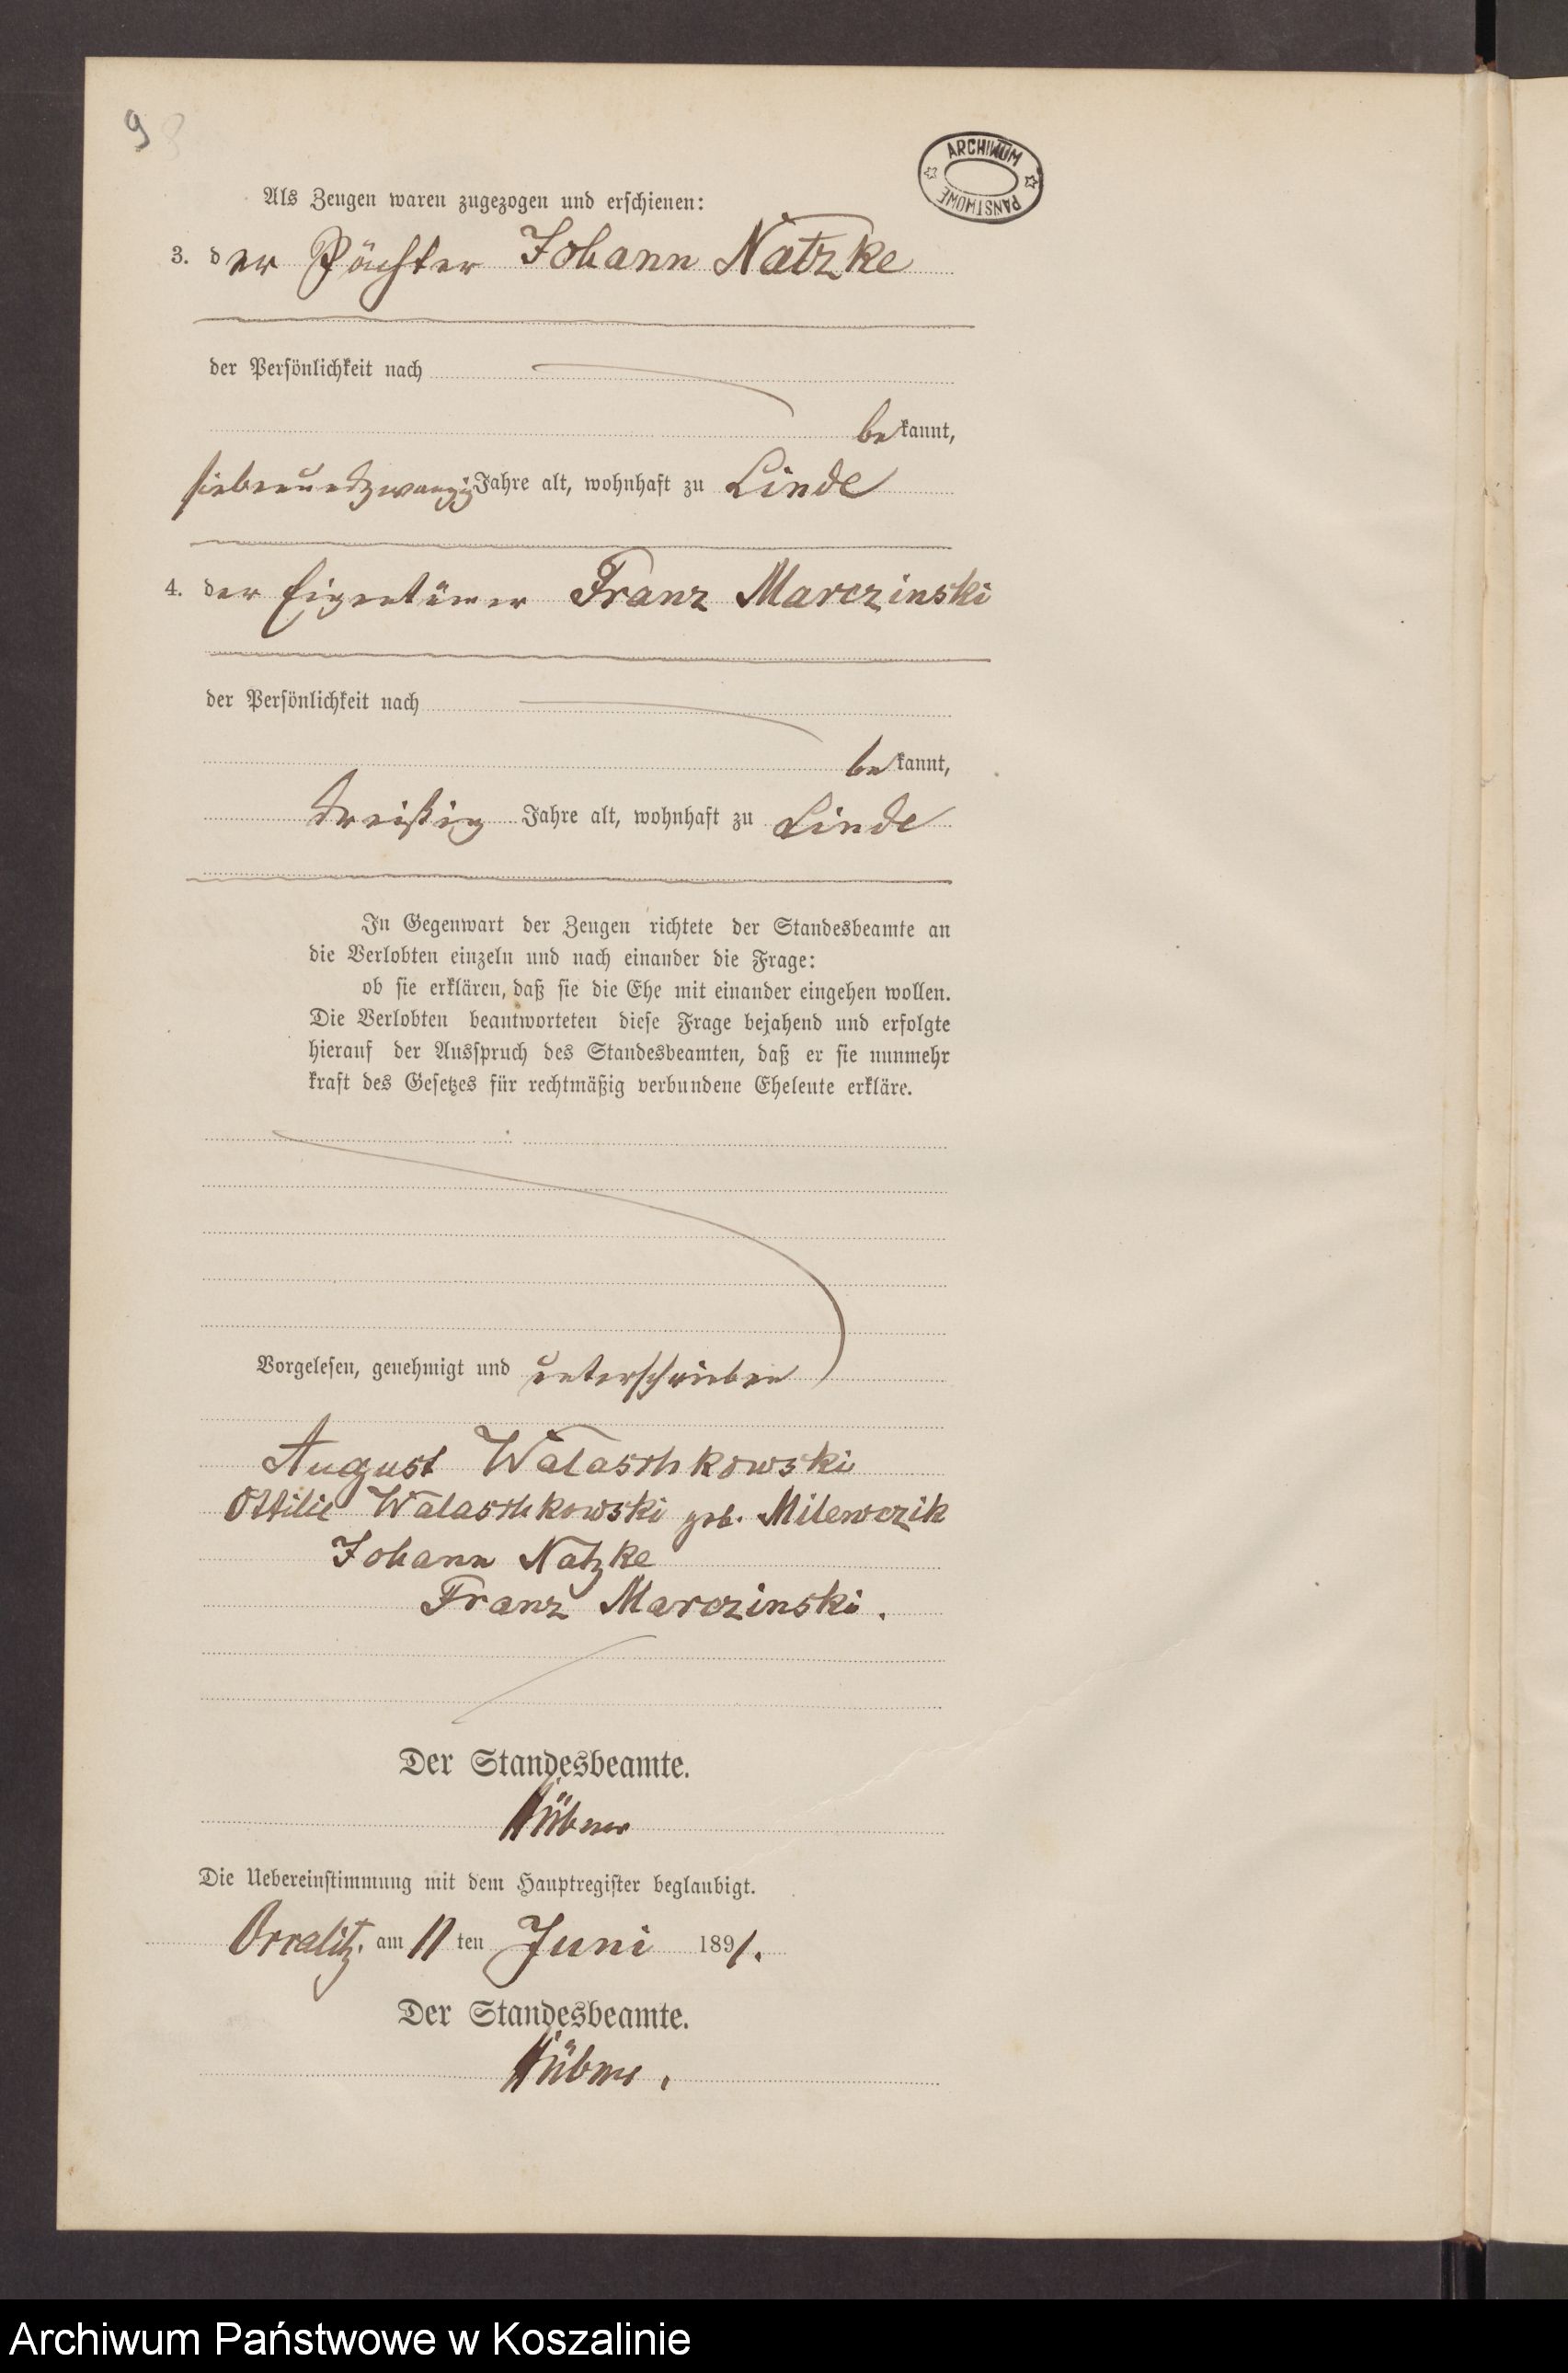 9
ARCHIWUM
PAŃSTWOWE
Als Zeugen waren zugezogen und erschienen:
3. der Pächter Johann Natzke
der Persönlichkeit nach
bekannt,
siebenundzwanzig Jahre alt, wohnhaft zu Linde
4. der Eigentümer Franz Marczinski
der Persönlichkeit nach
bekannt,
dreißig Jahre alt, wohnhaft zu Linde
In Gegenwart der Zeugen richtete der Standesbeamte an
die Verlobten einzeln und nach einander die Frage:
ob sie erklären, daß sie die Ehe mit einander eingehen wollen.
Die Verlobten beantworteten diese Frage bejahend und erfolgte
hierauf der Ausspruch des Standesbeamten, daß er sie nunmehr
kraft des Gesetzes für rechtmäßig verbundene Eheleute erkläre.
Vorgelesen, genehmigt und unterschrieben
August Walaschkowski
Ottilie Walaschkowski geb. Milewczik
Johann Natzke
Franz Marczinski.
Der Standesbeamte.
Hübner
Die Uebereinstimmung mit dem Hauptregister beglaubigt.
am 11 ten Juni 1891.
Der Standesbeamte.
Hübner.
Archiwum Państwowe w Koszalinie